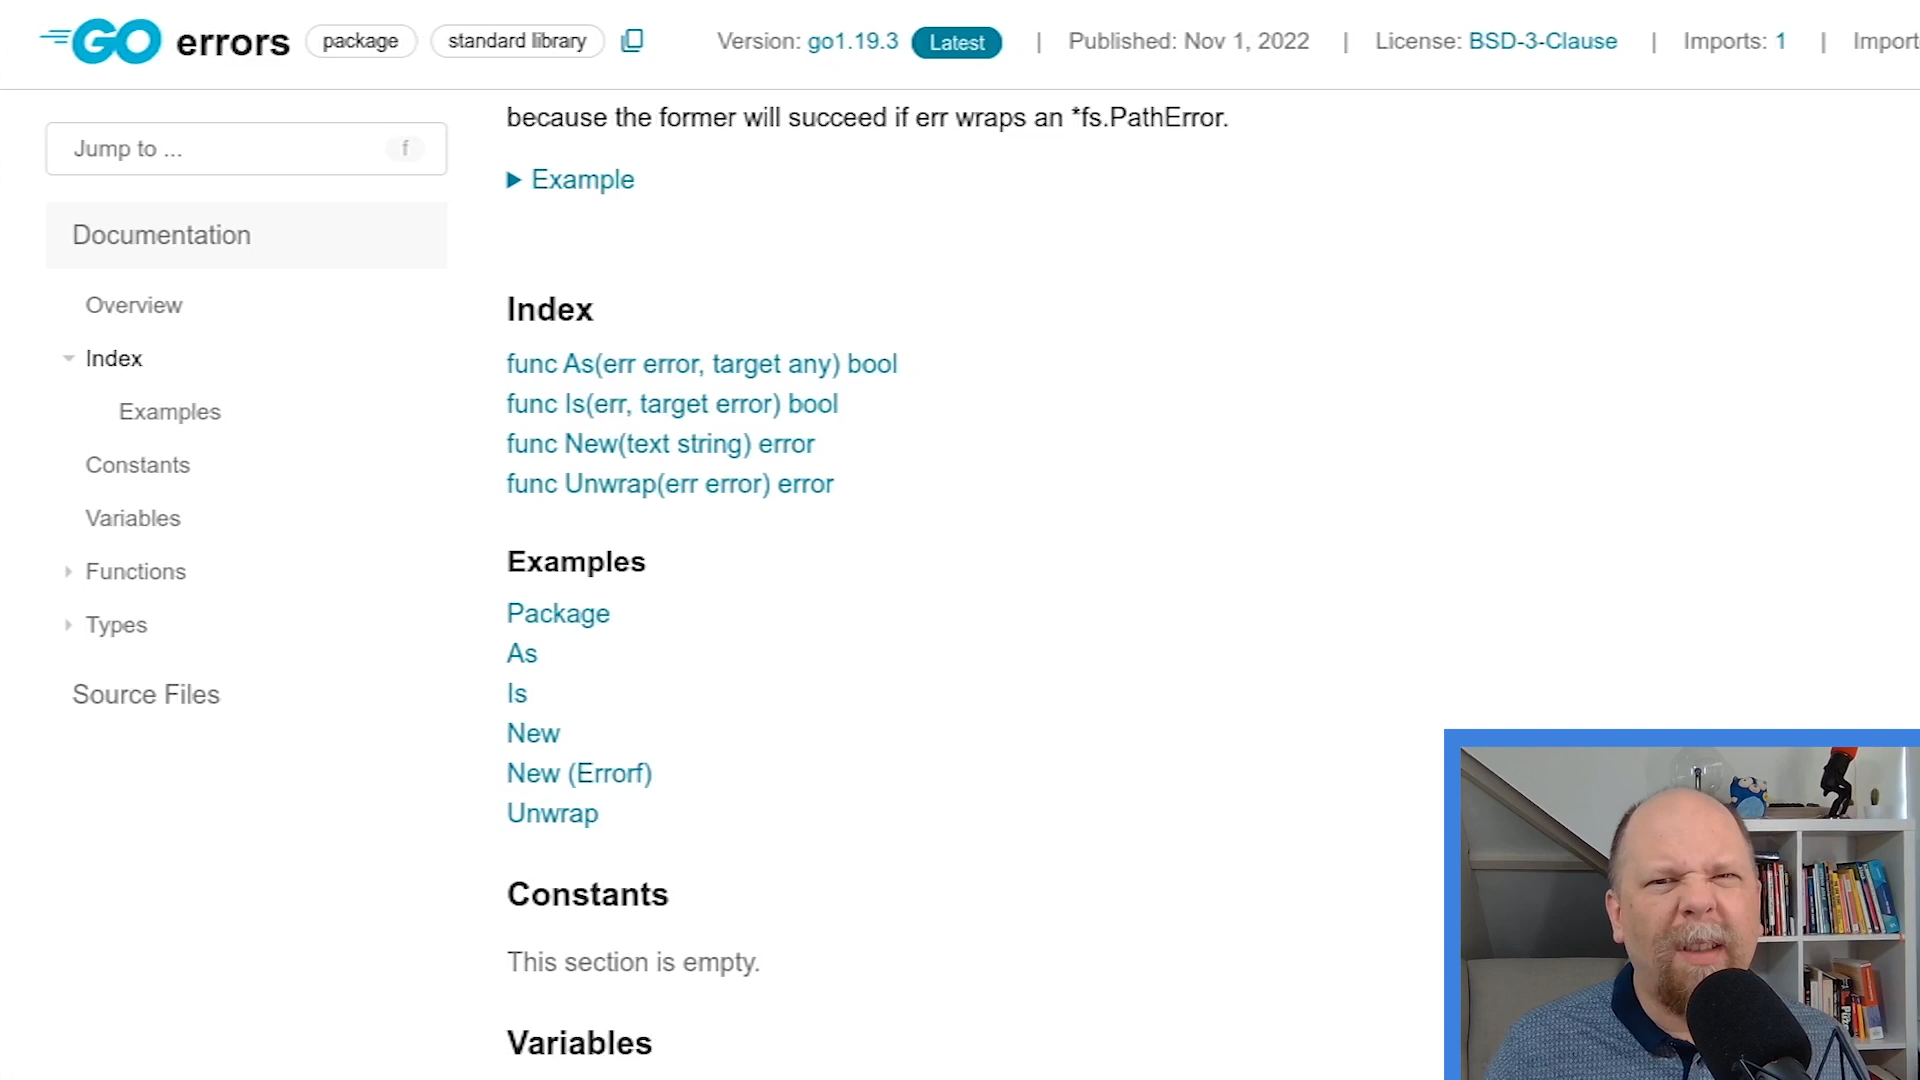 GO errors package standard library Version: go1.19.3 Latest | Published: Nov 1, 2022 | License: BSD-3-Clause | Imports: 1 | Import
because the former will succeed if err wraps an *fs.PathError.
Jump to ... f
▶ Example
Documentation
Overview
Index
Examples
Constants
Variables
Functions
Types
Source Files
Index
func As(err error, target any) bool
func Is(err, target error) bool
func New(text string) error
func Unwrap(err error) error
Examples
Package
As
Is
New
New (Errorf)
Unwrap
Constants
This section is empty.
Variables